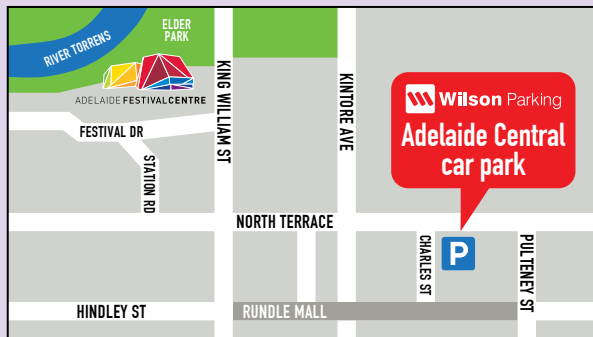 ELDER
PARK
RIVER TORRENS
ADELAIDE FESTIVAL CENTRE
FESTIVAL DR
STATION RD
KING WILLIAM ST
KINTORE AVE
Wilson Parking
Adelaide Central
car park
NORTH TERRACE
CHARLES ST
P
PULTENEY ST
HINDLEY ST
RUNDLE MALL